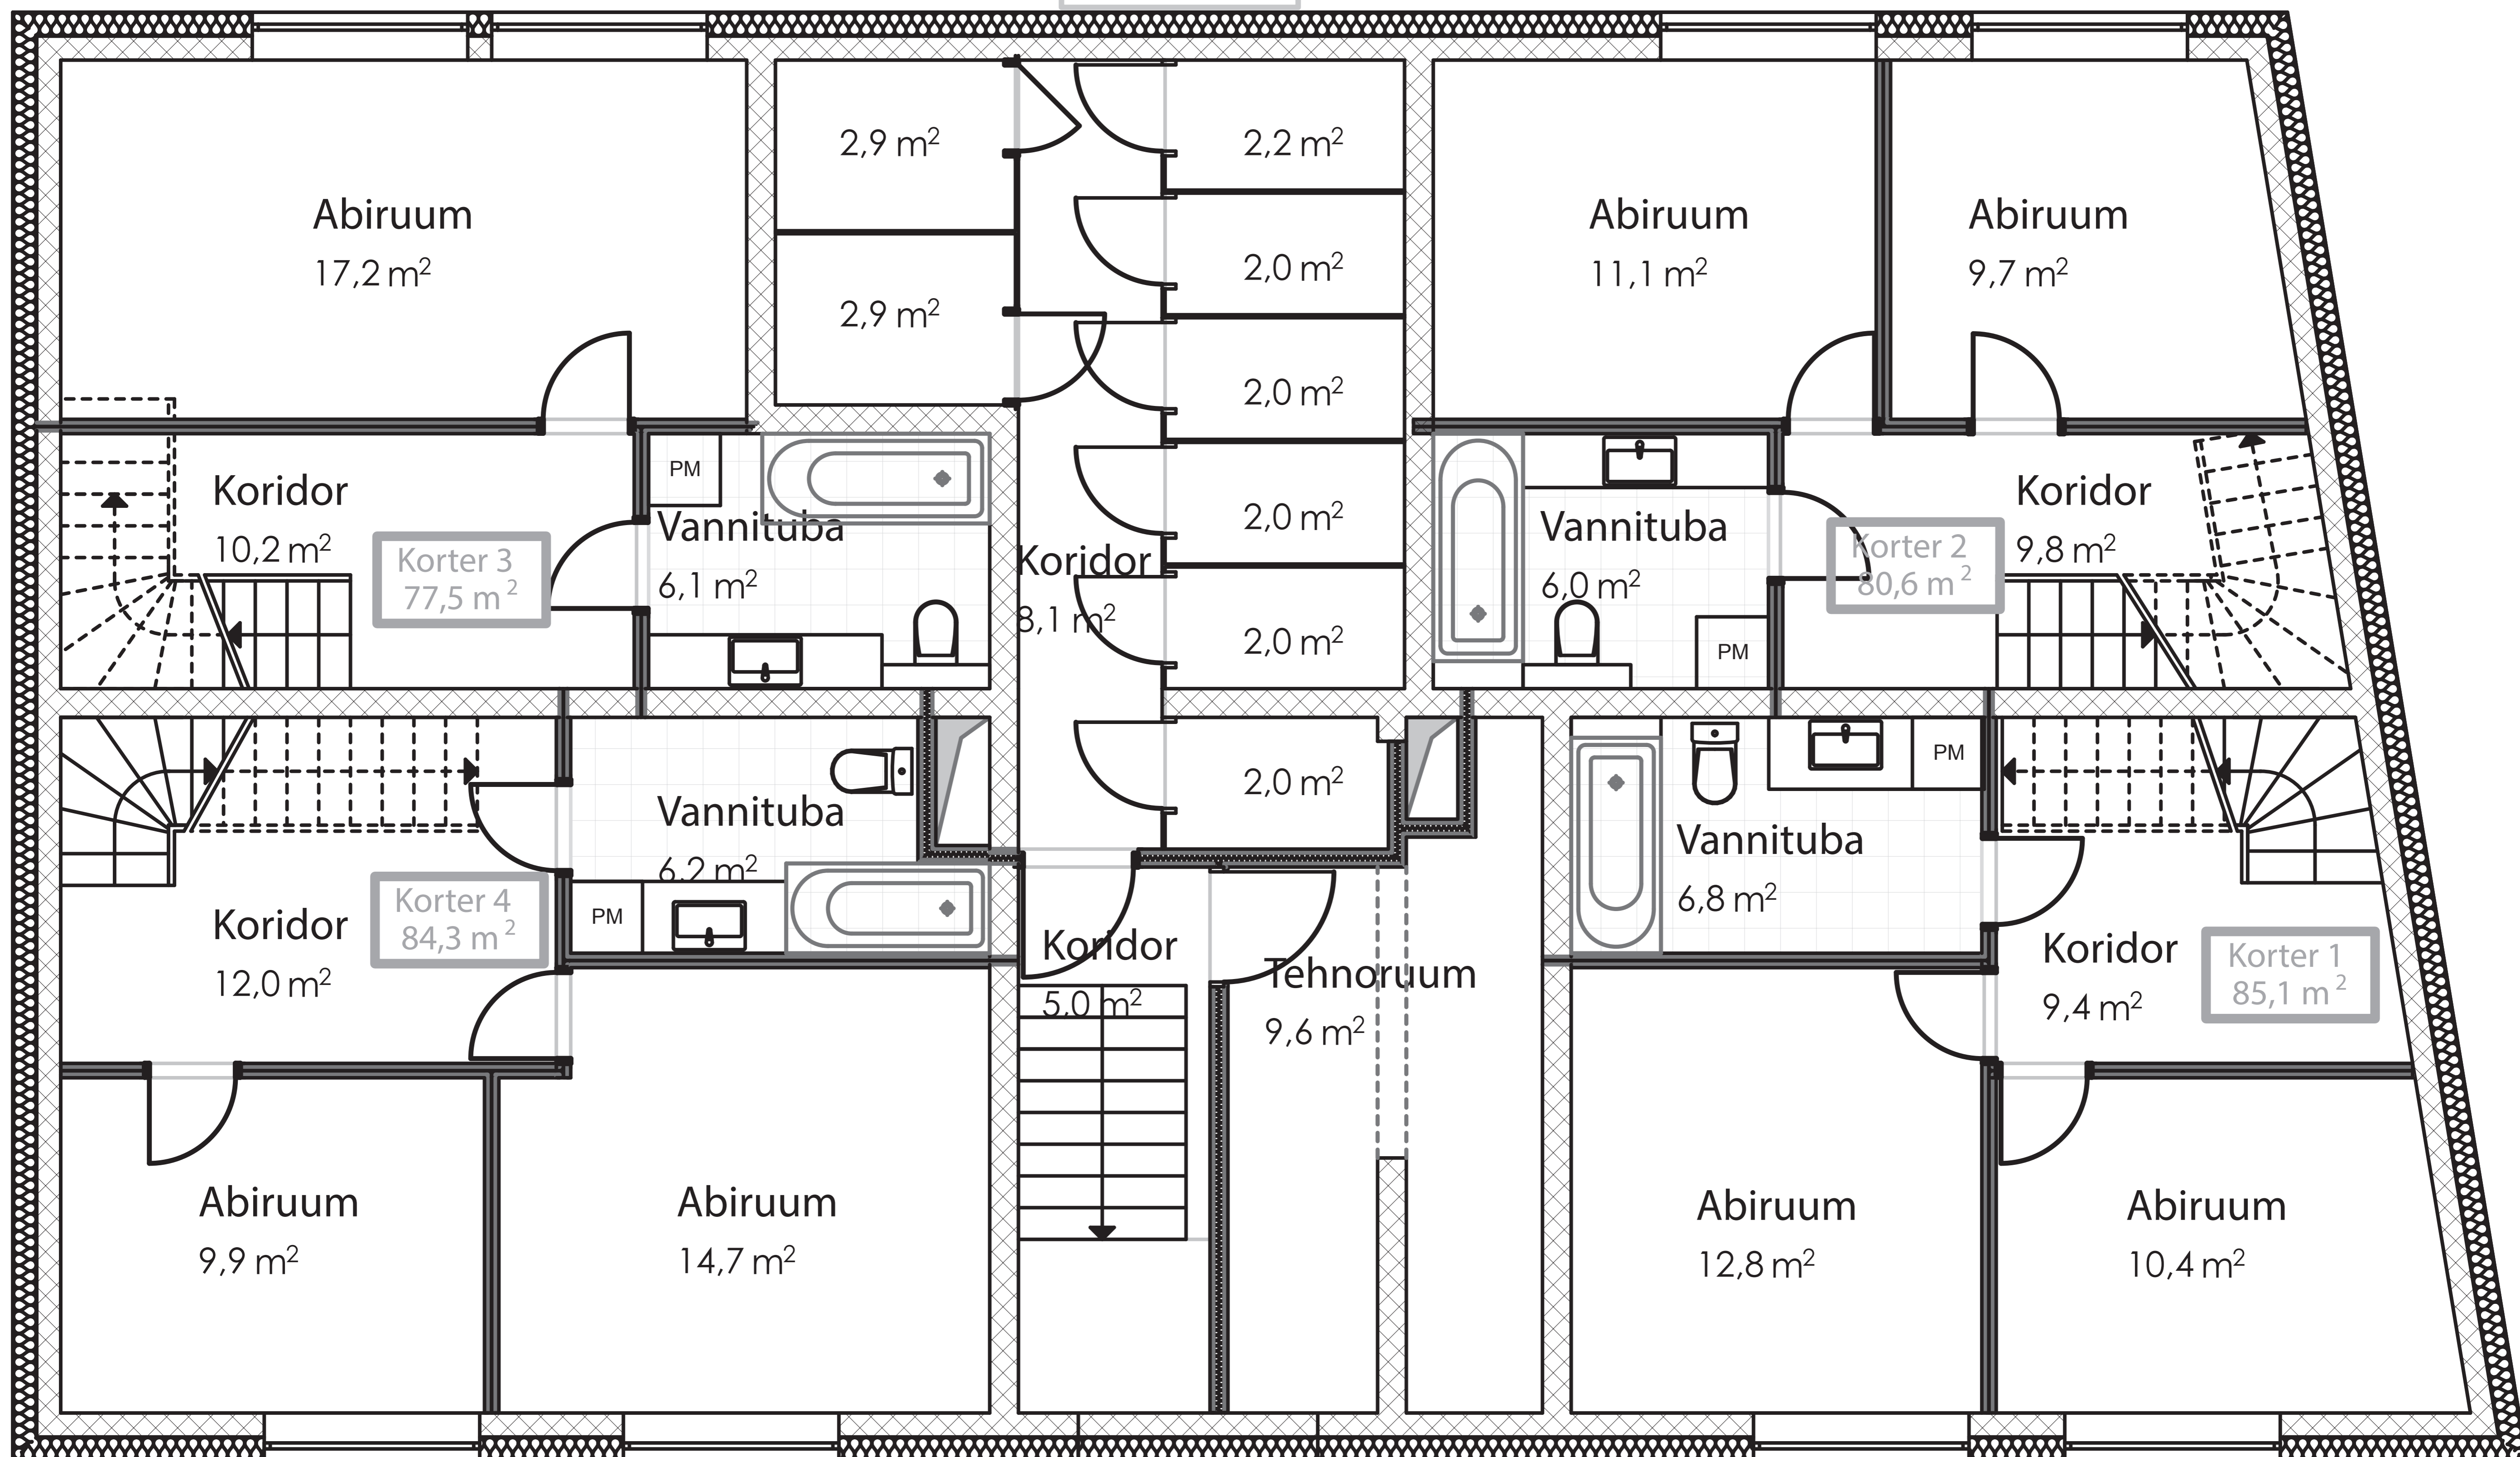 2,9 m²
2,2 m²
Abiruum
17,2 m²
Abiruum
11,1 m²
Abiruum
9,7 m²
2,0 m²
2,9 m²
2,0 m²
Koridor
10,2 m²
PM
Vannituba
6,1 m²
Korter 3
77,5 m²
Koridor
8,1 m²
2,0 m²
2,0 m²
Vannituba
6,0 m²
PM
Korter 2
80,6 m²
Koridor
9,8 m²
2,0 m²
Vannituba
6,2 m²
PM
Korter 4
84,3 m²
Koridor
12,0 m²
Koridor
5,0 m²
Tehnoruum
9,6 m²
Vannituba
6,8 m²
PM
Koridor
9,4 m²
Korter 1
85,1 m²
Abiruum
9,9 m²
Abiruum
14,7 m²
Abiruum
12,8 m²
Abiruum
10,4 m²